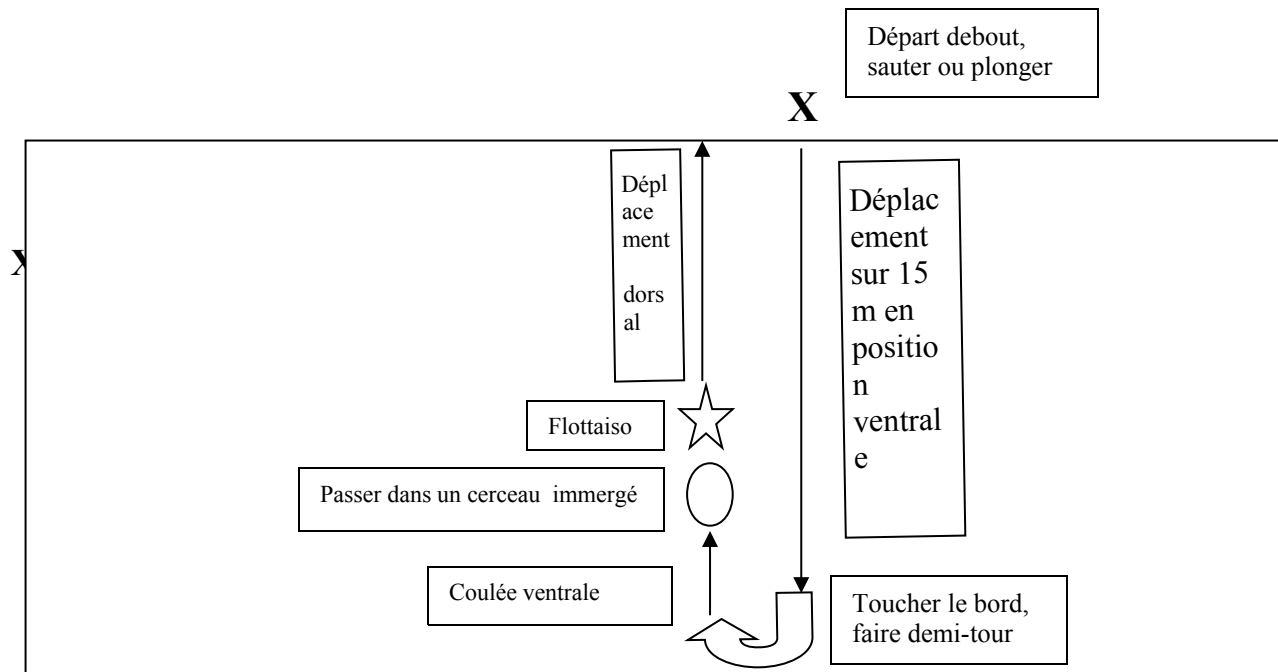 Départ debout,
sauter ou plonger
X
Dépl
ace
ment
dors
al
Déplac
ement
sur 15
m en
positio
n
ventral
e
X
Flottaiso
Passer dans un cerceau immergé
Coulée ventrale
Toucher le bord,
faire demi-tour